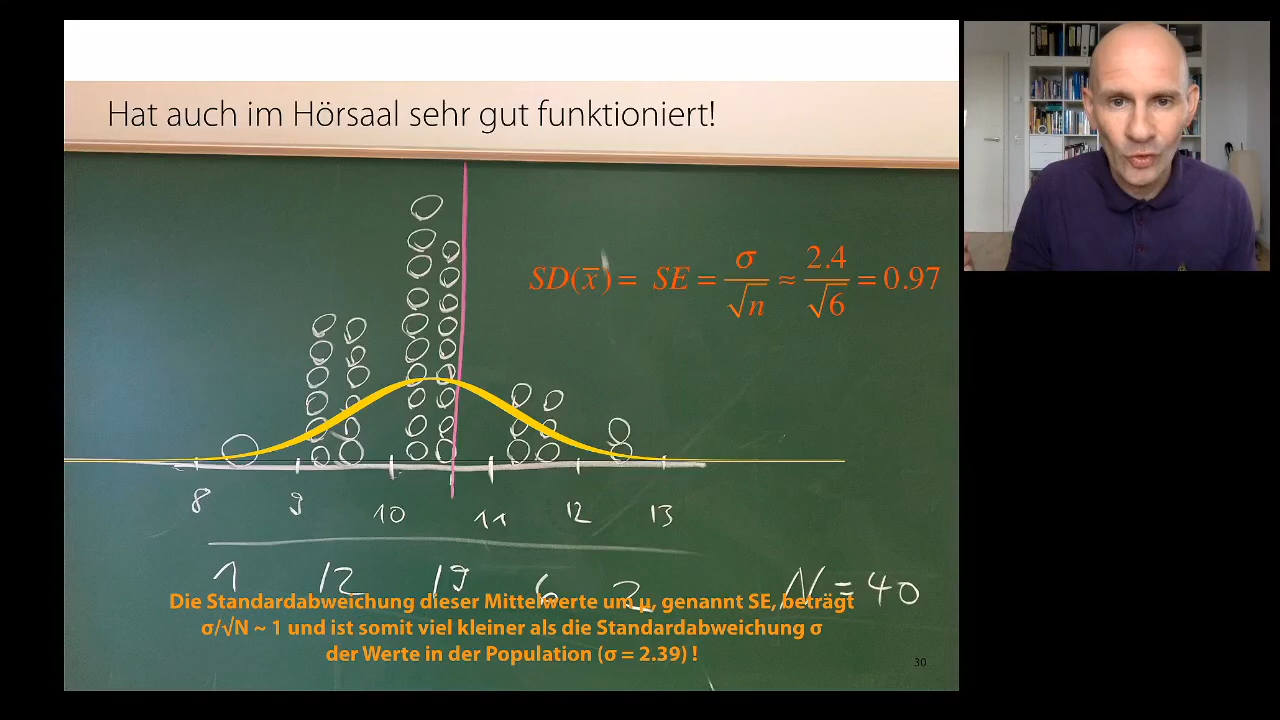 Hat auch im Hörsaal sehr gut funktioniert!
SD(x̄) = SE = σ/√n ≈ 2.4/√6 = 0.97
8 9 10 11 12 13
1 12 19 6 2 N = 40
Die Standardabweichung dieser Mittelwerte um μ, genannt SE, beträgt
σ/√N ~ 1 und ist somit viel kleiner als die Standardabweichung σ
der Werte in der Population (σ = 2.39) !
30